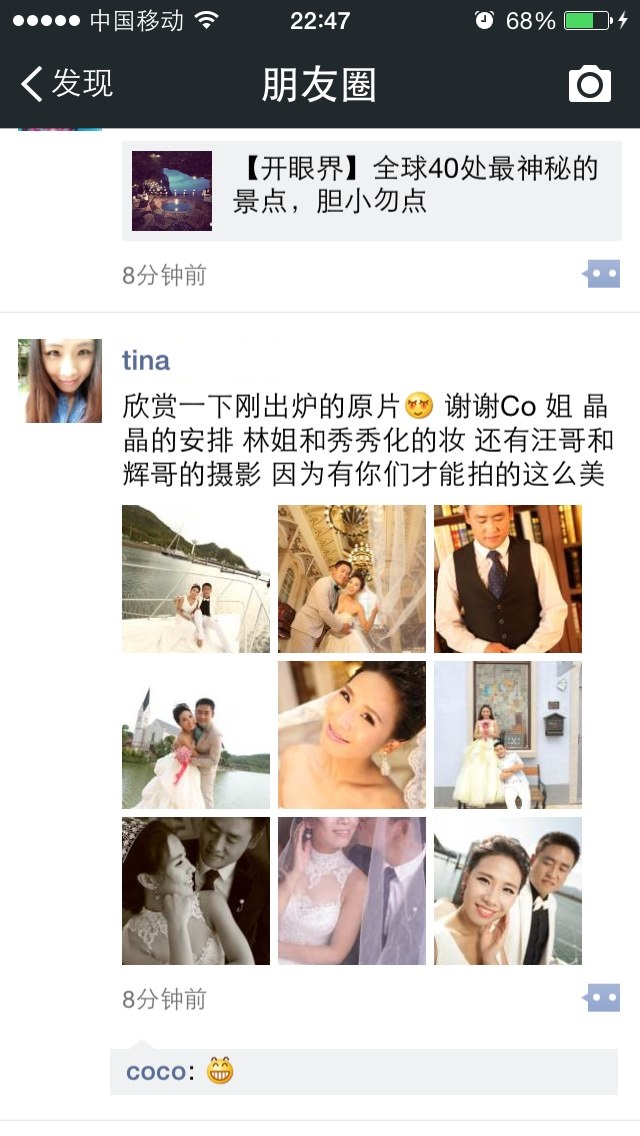 中国移动 22:47 68%
发现 朋友圈
【开眼界】全球40处最神秘的
景点，胆小勿点
8分钟前
tina
欣赏一下刚出炉的原片😍 谢谢Co 姐 晶
晶的安排 林姐和秀秀化的妆 还有汪哥和
辉哥的摄影 因为有你们才能拍的这么美
8分钟前
coco: 😁